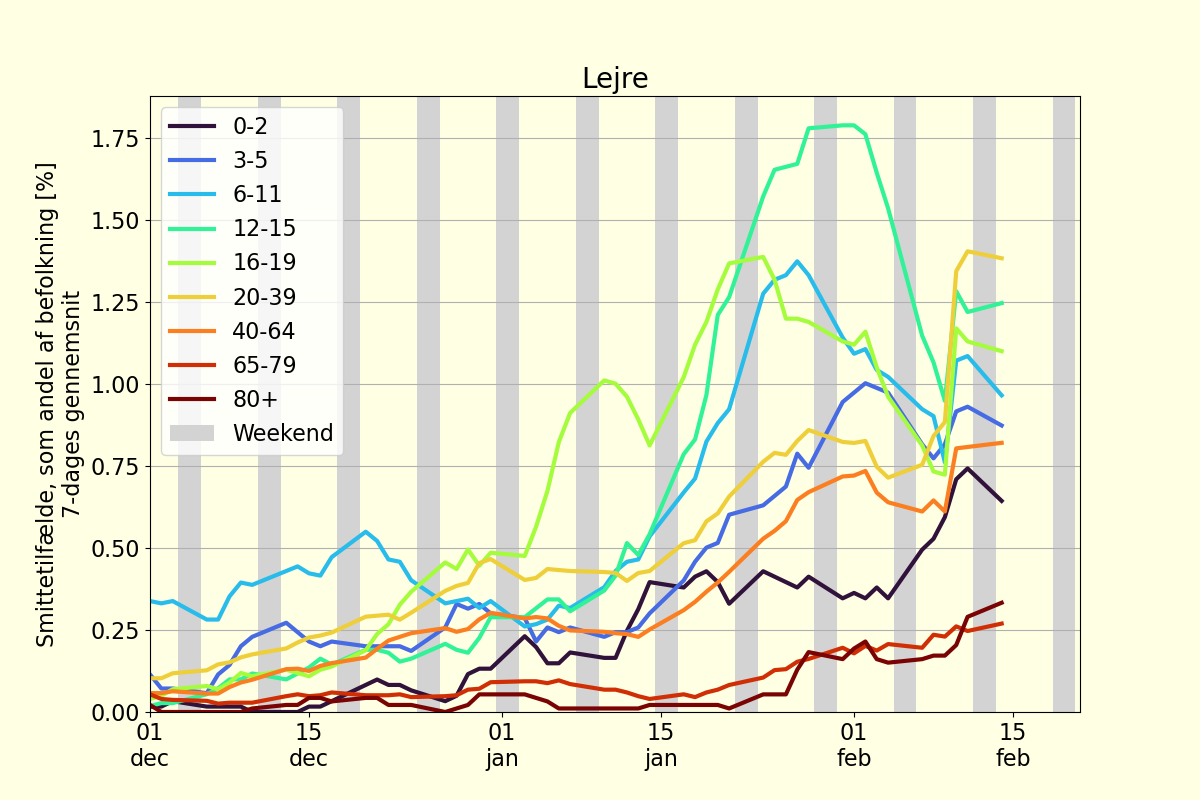 Lejre
Smittetilfælde, som andel af befolkning [%]
7-dages gennemsnit
1.75
1.50
1.25
1.00
0.75
0.50
0.25
0.00
0-2
3-5
6-11
12-15
16-19
20-39
40-64
65-79
80+
Weekend
01 15 01 15 01 15
dec dec jan jan feb feb